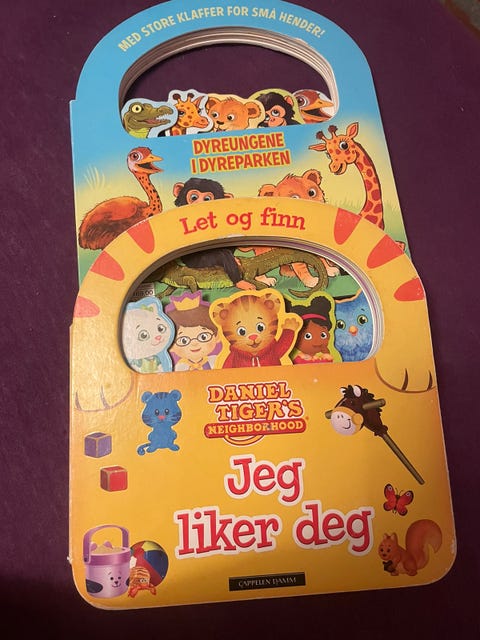 MED STORE KLAFFER FOR SMÅ HENDER!
DYREUNGENE
I DYREPARKEN
Let og finn
DANIEL
TIGER'S
NEIGHBORHOOD
Jeg
liker deg
CAPPELEN DAMM